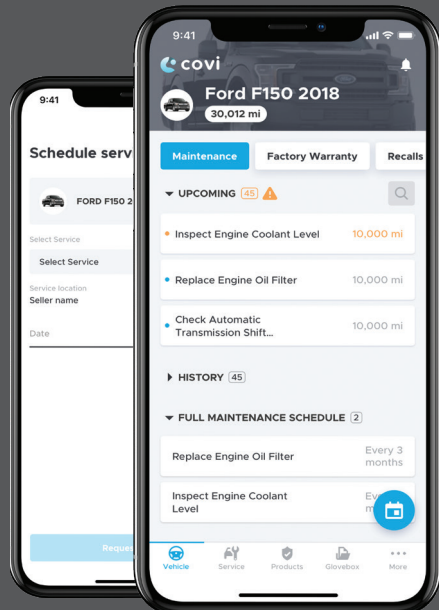 9:41
Schedule serv
FORD F150 2
Select Service
Select Service
Service location
Seller name
Date
Reque
9:41
covi
Ford F150 2018
30,012 mi
Maintenance
Factory Warranty
Recalls
UPCOMING 45
Inspect Engine Coolant Level
10,000 mi
Replace Engine Oil Filter
10,000 mi
Check Automatic
Transmission Shift...
10,000 mi
HISTORY 45
FULL MAINTENANCE SCHEDULE 2
Replace Engine Oil Filter
Every 3
months
Inspect Engine Coolant
Level
Vehicle
Service
Products
Glovebox
More